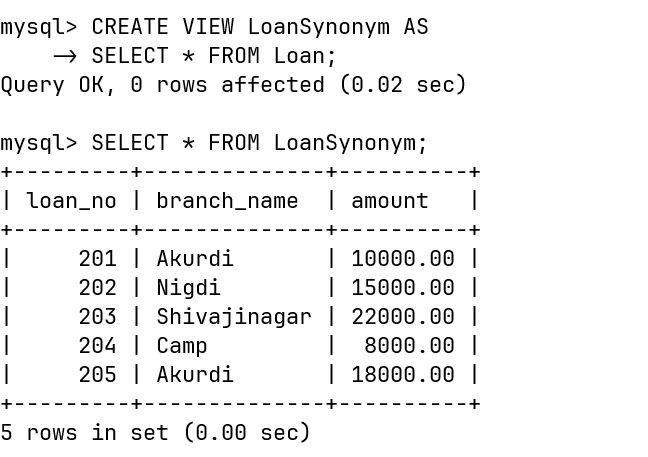 mysql> CREATE VIEW LoanSynonym AS
    -> SELECT * FROM Loan;
Query OK, 0 rows affected (0.02 sec)

mysql> SELECT * FROM LoanSynonym;
+---------+--------------+----------+
| loan_no | branch_name  | amount   |
+---------+--------------+----------+
|     201 | Akurdi       | 10000.00 |
|     202 | Nigdi        | 15000.00 |
|     203 | Shivajinagar | 22000.00 |
|     204 | Camp         |  8000.00 |
|     205 | Akurdi       | 18000.00 |
+---------+--------------+----------+
5 rows in set (0.00 sec)